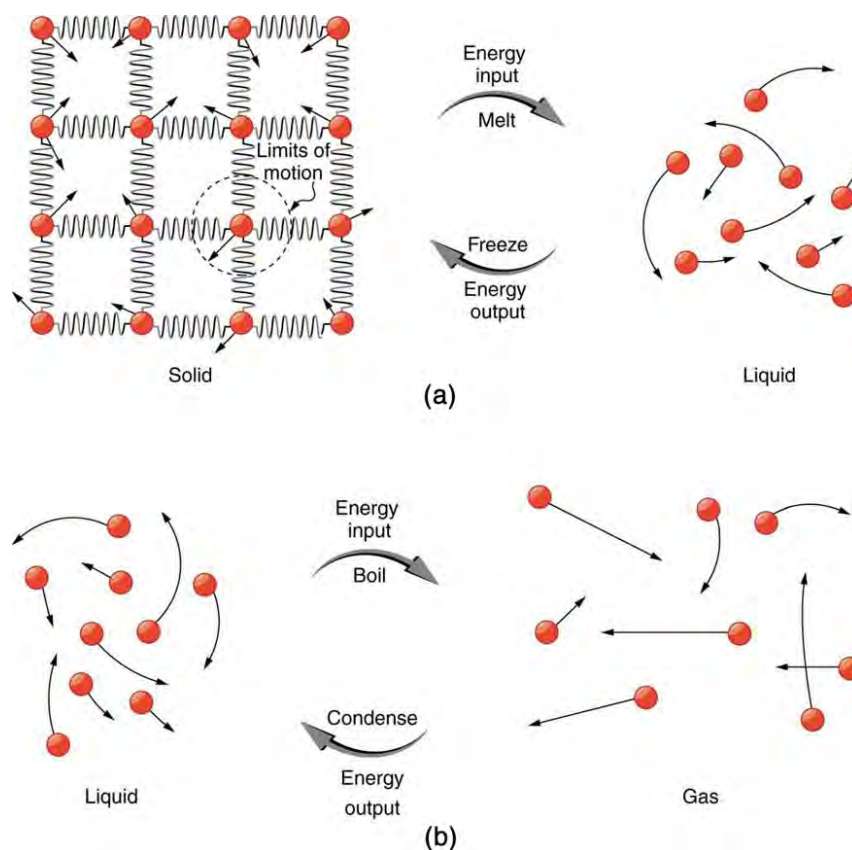 Energy
input
Melt
Limits of
motion
Freeze
Energy
output
Solid
Liquid
(a)
Energy
input
Boil
Condense
Energy
output
Liquid
Gas
(b)